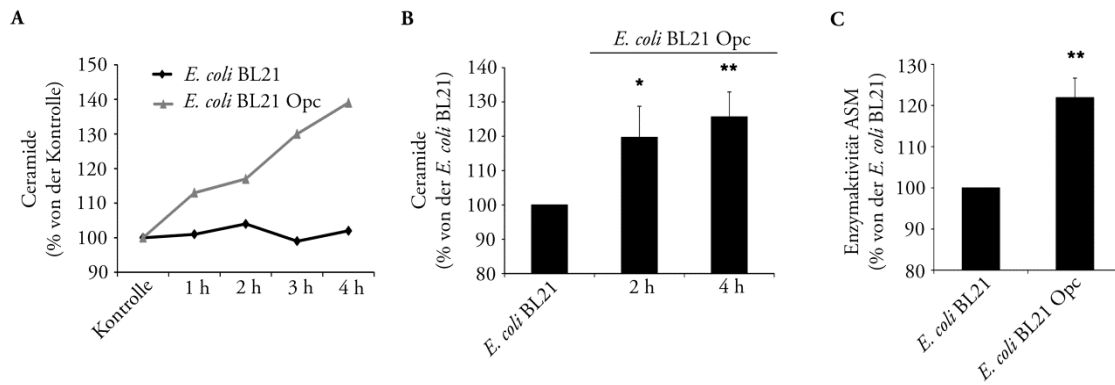 A
Ceramide
(% von der Kontrolle)
150
140
130
120
110
100
90
E. coli BL21
E. coli BL21 Opc
Kontrolle
1 h
2 h
3 h
4 h
B
E. coli BL21 Opc
Ceramide
(% von der E. coli BL21)
140
130
120
110
100
90
80
*
**
E. coli BL21
2 h
4 h
C
Enzymaktivität ASM
(% von der E. coli BL21)
130
120
110
100
90
80
**
E. coli BL21
E. coli BL21 Opc